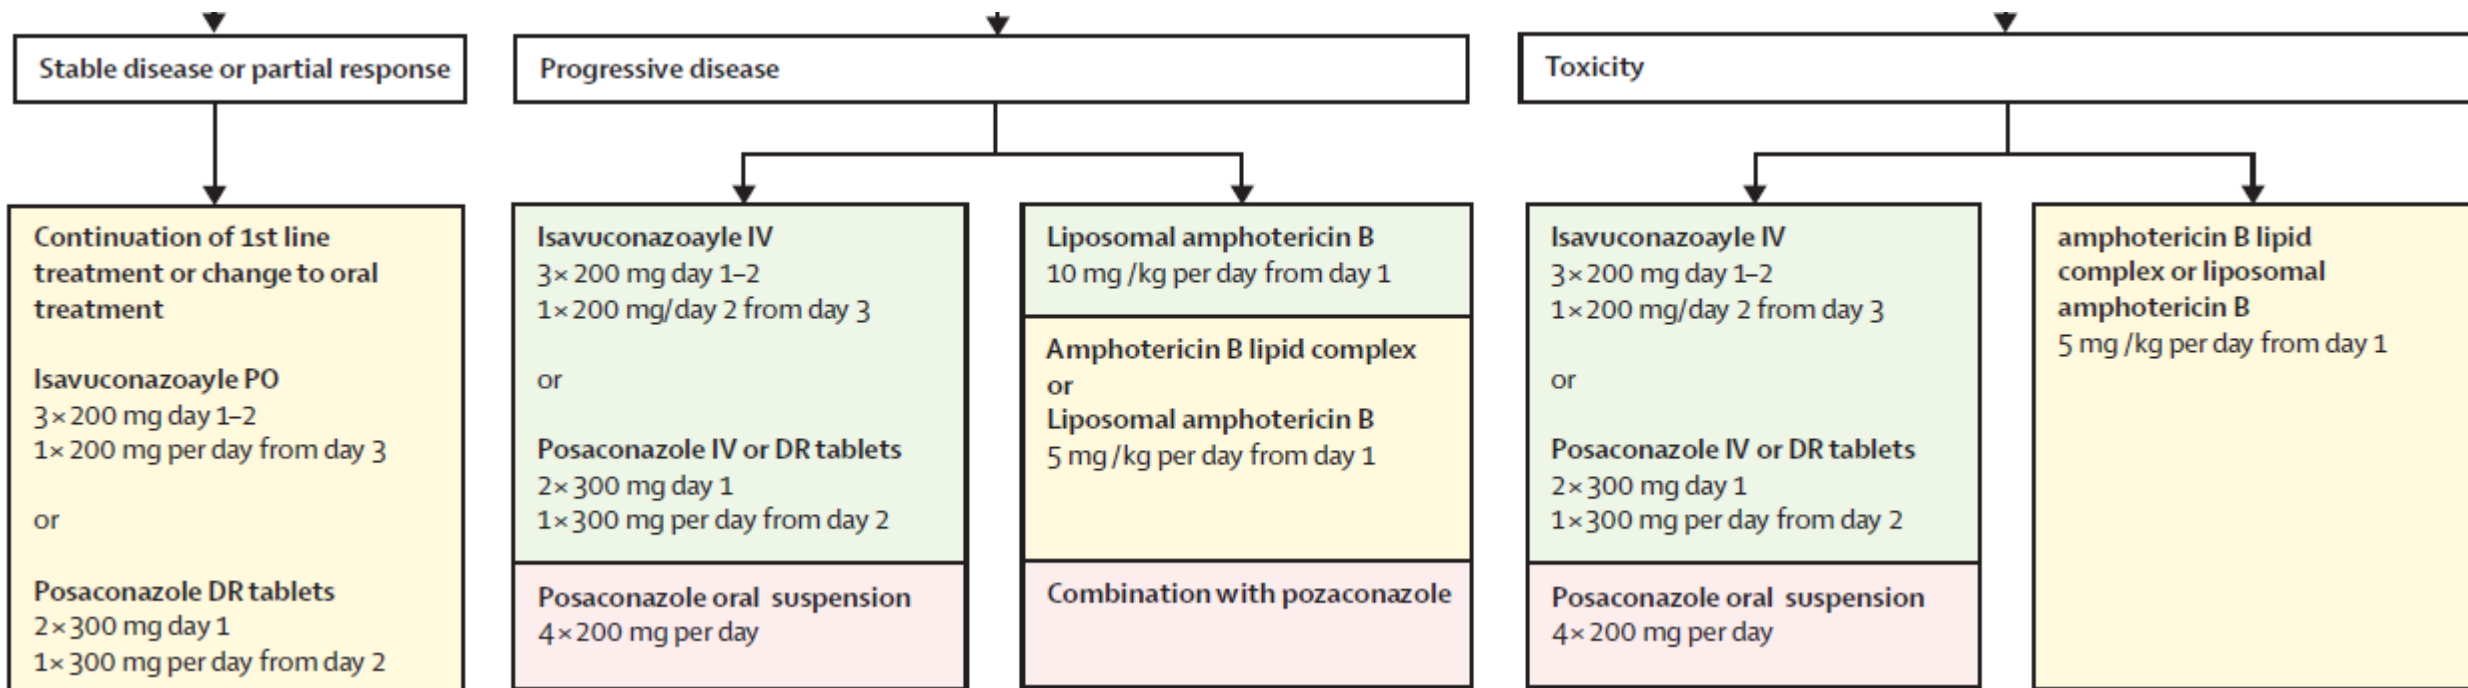 Stable disease or partial response
Progressive disease
Toxicity
Continuation of 1st line
treatment or change to oral
treatment
Isavuconazoayle PO
3× 200 mg day 1–2
1× 200 mg per day from day 3
or
Posaconazole DR tablets
2× 300 mg day 1
1× 300 mg per day from day 2
Isavuconazoayle IV
3× 200 mg day 1–2
1× 200 mg/day 2 from day 3
or
Posaconazole IV or DR tablets
2× 300 mg day 1
1× 300 mg per day from day 2
Posaconazole oral suspension
4× 200 mg per day
Liposomal amphotericin B
10 mg /kg per day from day 1
Amphotericin B lipid complex
or
Liposomal amphotericin B
5 mg /kg per day from day 1
Combination with pozaconazole
Isavuconazoayle IV
3× 200 mg day 1–2
1× 200 mg/day 2 from day 3
or
Posaconazole IV or DR tablets
2× 300 mg day 1
1× 300 mg per day from day 2
Posaconazole oral suspension
4× 200 mg per day
amphotericin B lipid
complex or liposomal
amphotericin B
5 mg /kg per day from day 1